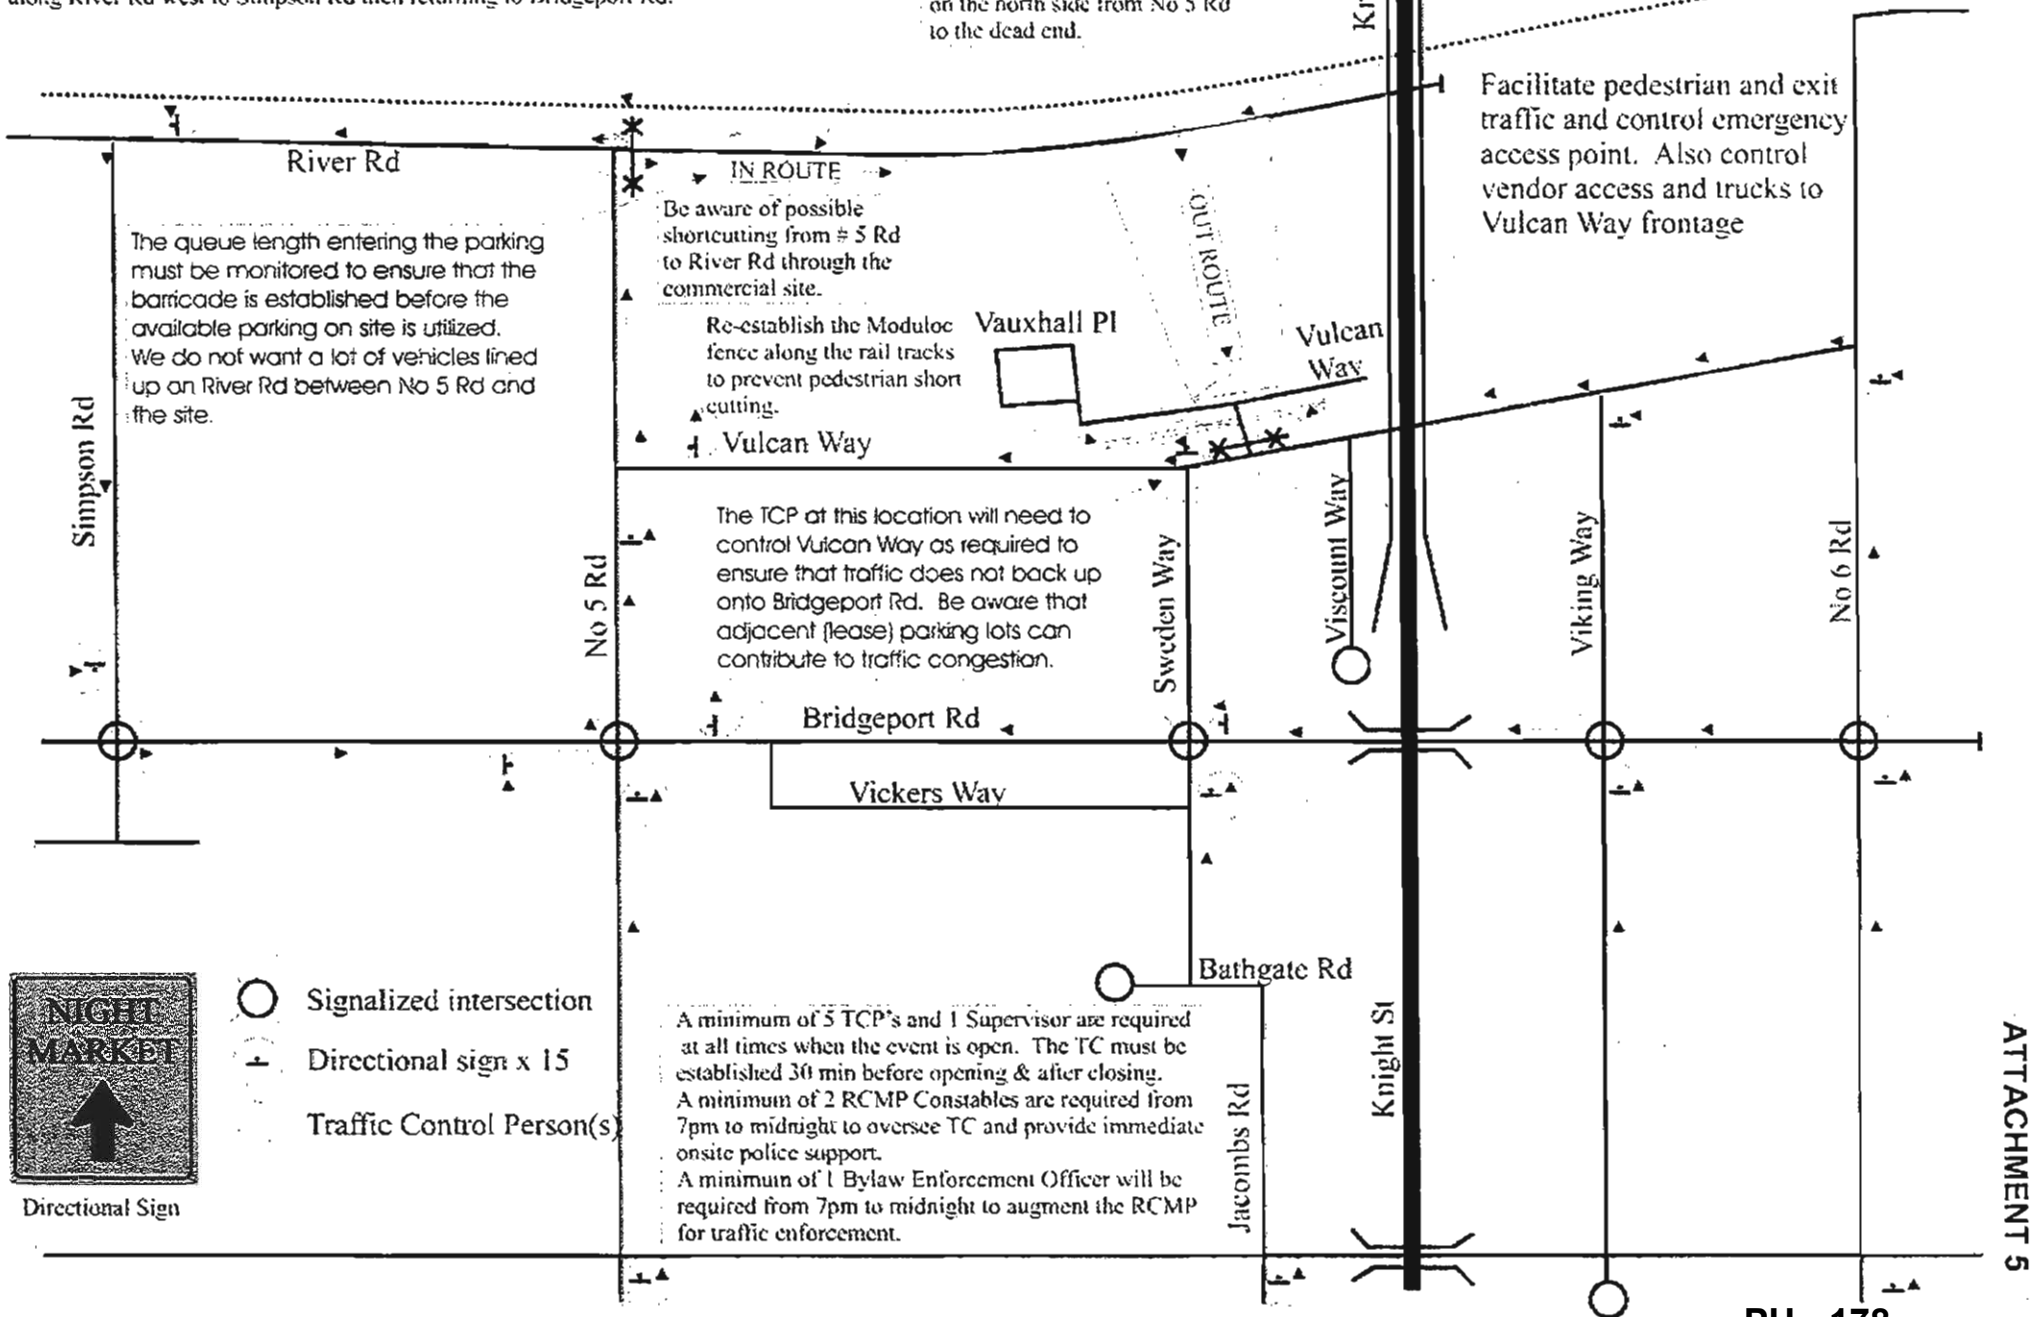 along River Rd west to Simpson Rd then returning to Bridgeport Rd.
on the north side from No 5 Rd
to the dead end.
Facilitate pedestrian and exit
traffic and control emergency
access point. Also control
vendor access and trucks to
Vulcan Way frontage
River Rd
IN ROUTE
Be aware of possible
shortcutting from # 5 Rd
to River Rd through the
commercial site.
OUT ROUTE
The queue length entering the parking
must be monitored to ensure that the
barricade is established before the
available parking on site is utilized.
We do not want a lot of vehicles lined
up on River Rd between No 5 Rd and
the site.
Re-establish the Moduloc
fence along the rail tracks
to prevent pedestrian short
cutting.
Vauxhall Pl
Vulcan
Way
Vulcan Way
Simpson Rd
No 5 Rd
The TCP at this location will need to
control Vulcan Way as required to
ensure that traffic does not back up
onto Bridgeport Rd. Be aware that
adjacent (lease) parking lots can
contribute to traffic congestion.
Sweden Way
Viscount Way
Viking Way
No 6 Rd
Bridgeport Rd
Vickers Way
Bathgate Rd
NIGHT
MARKET
Directional Sign
Signalized intersection
Directional sign x 15
Traffic Control Person(s)
A minimum of 5 TCP's and 1 Supervisor are required
at all times when the event is open. The TC must be
established 30 min before opening & after closing.
A minimum of 2 RCMP Constables are required from
7pm to midnight to oversee TC and provide immediate
onsite police support.
A minimum of 1 Bylaw Enforcement Officer will be
required from 7pm to midnight to augment the RCMP
for traffic enforcement.
Jacombs Rd
Knight St
ATTACHMENT 5